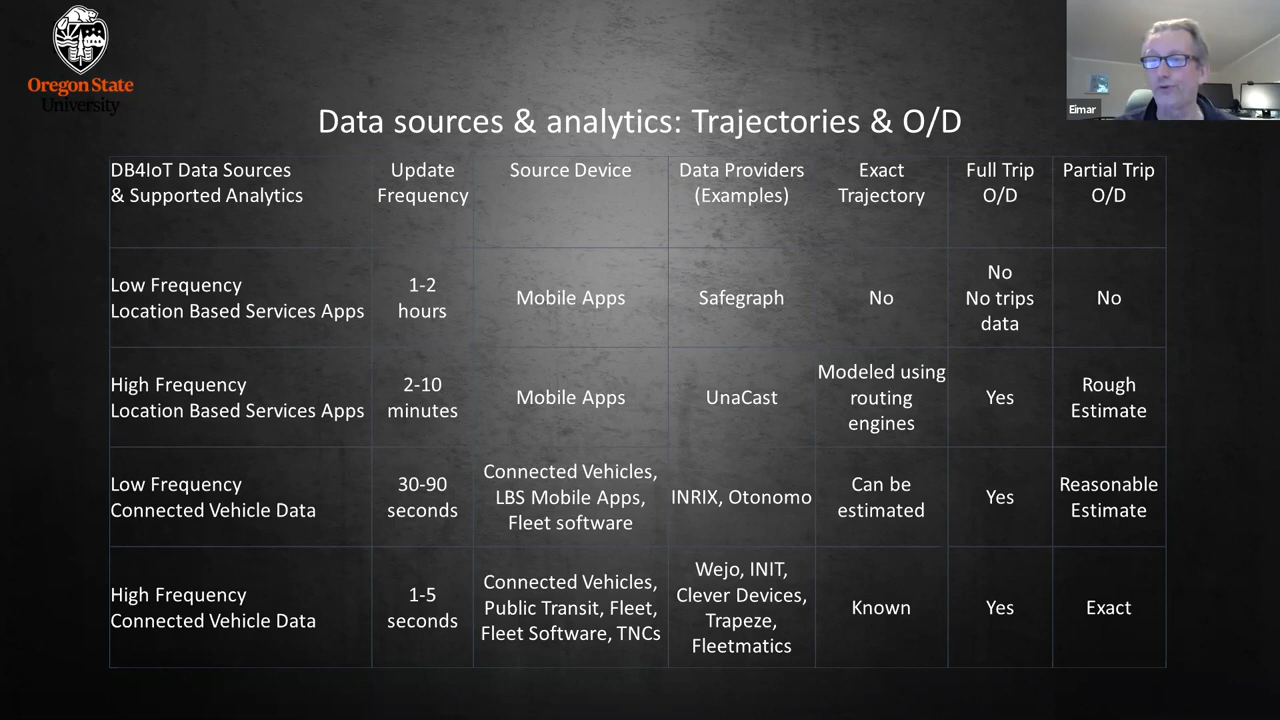 Oregon State
University
Eimar
Data sources & analytics: Trajectories & O/D
DB4IoT Data Sources
& Supported Analytics
Update
Frequency
Source Device
Data Providers
(Examples)
Exact
Trajectory
Full Trip
O/D
Partial Trip
O/D
Low Frequency
Location Based Services Apps
1-2
hours
Mobile Apps
Safegraph
No
No
No trips
data
No
High Frequency
Location Based Services Apps
2-10
minutes
Mobile Apps
UnaCast
Modeled using
routing
engines
Yes
Rough
Estimate
Low Frequency
Connected Vehicle Data
30-90
seconds
Connected Vehicles,
LBS Mobile Apps,
Fleet software
INRIX, Otonomo
Can be
estimated
Yes
Reasonable
Estimate
High Frequency
Connected Vehicle Data
1-5
seconds
Connected Vehicles,
Public Transit, Fleet,
Fleet Software, TNCs
Wejo, INIT,
Clever Devices,
Trapeze,
Fleetmatics
Known
Yes
Exact